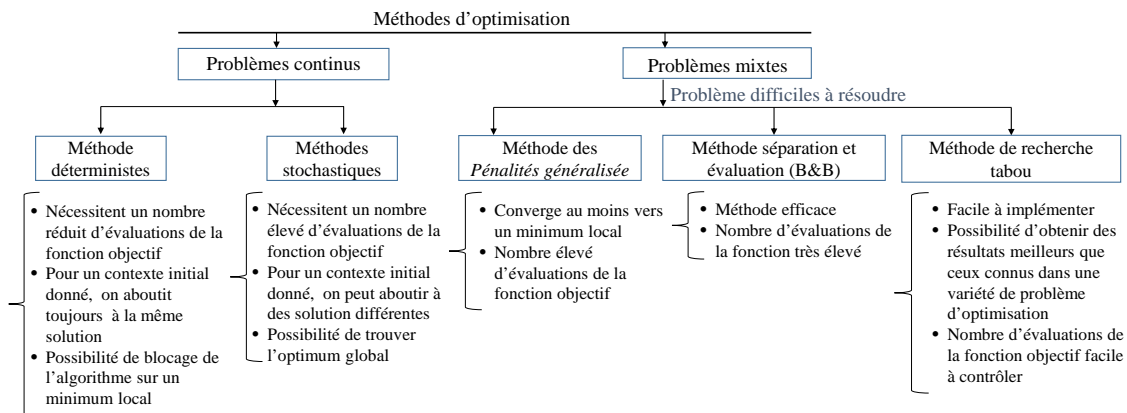 Méthodes d’optimisation
Problèmes continus
Problèmes mixtes
Problème difficiles à résoudre
Méthode
déterministes
Méthodes
stochastiques
Méthode des
Pénalités généralisée
Méthode séparation et
évaluation (B&B)
Méthode de recherche
tabou
• Nécessitent un nombre
réduit d’évaluations de la
fonction objectif
• Pour un contexte initial
donné, on aboutit
toujours à la même
solution
• Possibilité de blocage de
l’algorithme sur un
minimum local
• Nécessitent un nombre
élevé d’évaluations de la
fonction objectif
• Pour un contexte initial
donné, on peut aboutir à
des solution différentes
• Possibilité de trouver
l’optimum global
• Converge au moins vers
un minimum local
• Nombre élevé
d’évaluations de la
fonction objectif
• Méthode efficace
• Nombre d’évaluations de
la fonction très élevé
• Facile à implémenter
• Possibilité d’obtenir des
résultats meilleurs que
ceux connus dans une
variété de problème
d’optimisation
• Nombre d’évaluations de
la fonction objectif facile
à contrôler